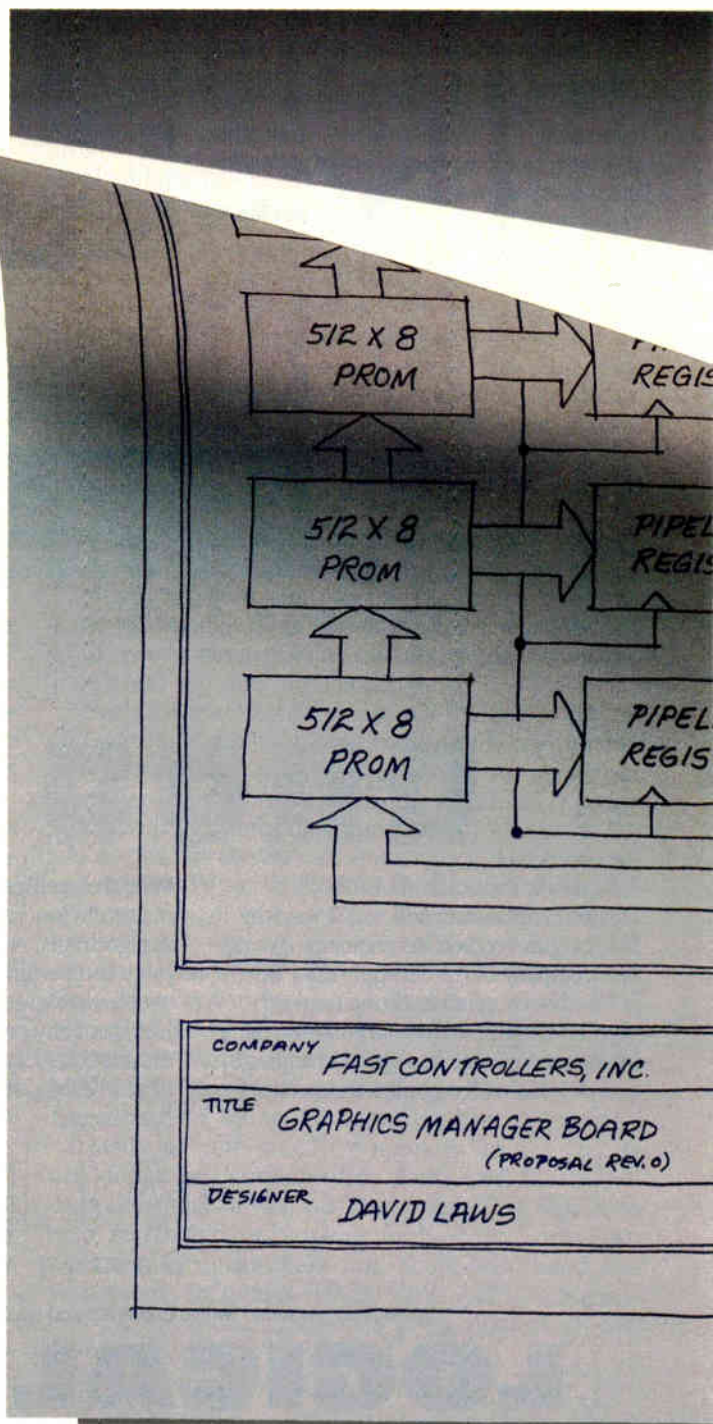 512 X 8
PROM
REGIS
512 X 8
PROM
PIPEL
REGIS
512 X 8
PROM
PIPEL
REGIS
COMPANY FAST CONTROLLERS, INC.
TITLE GRAPHICS MANAGER BOARD
(PROPOSAL REV. 0)
DESIGNER DAVID LAWS